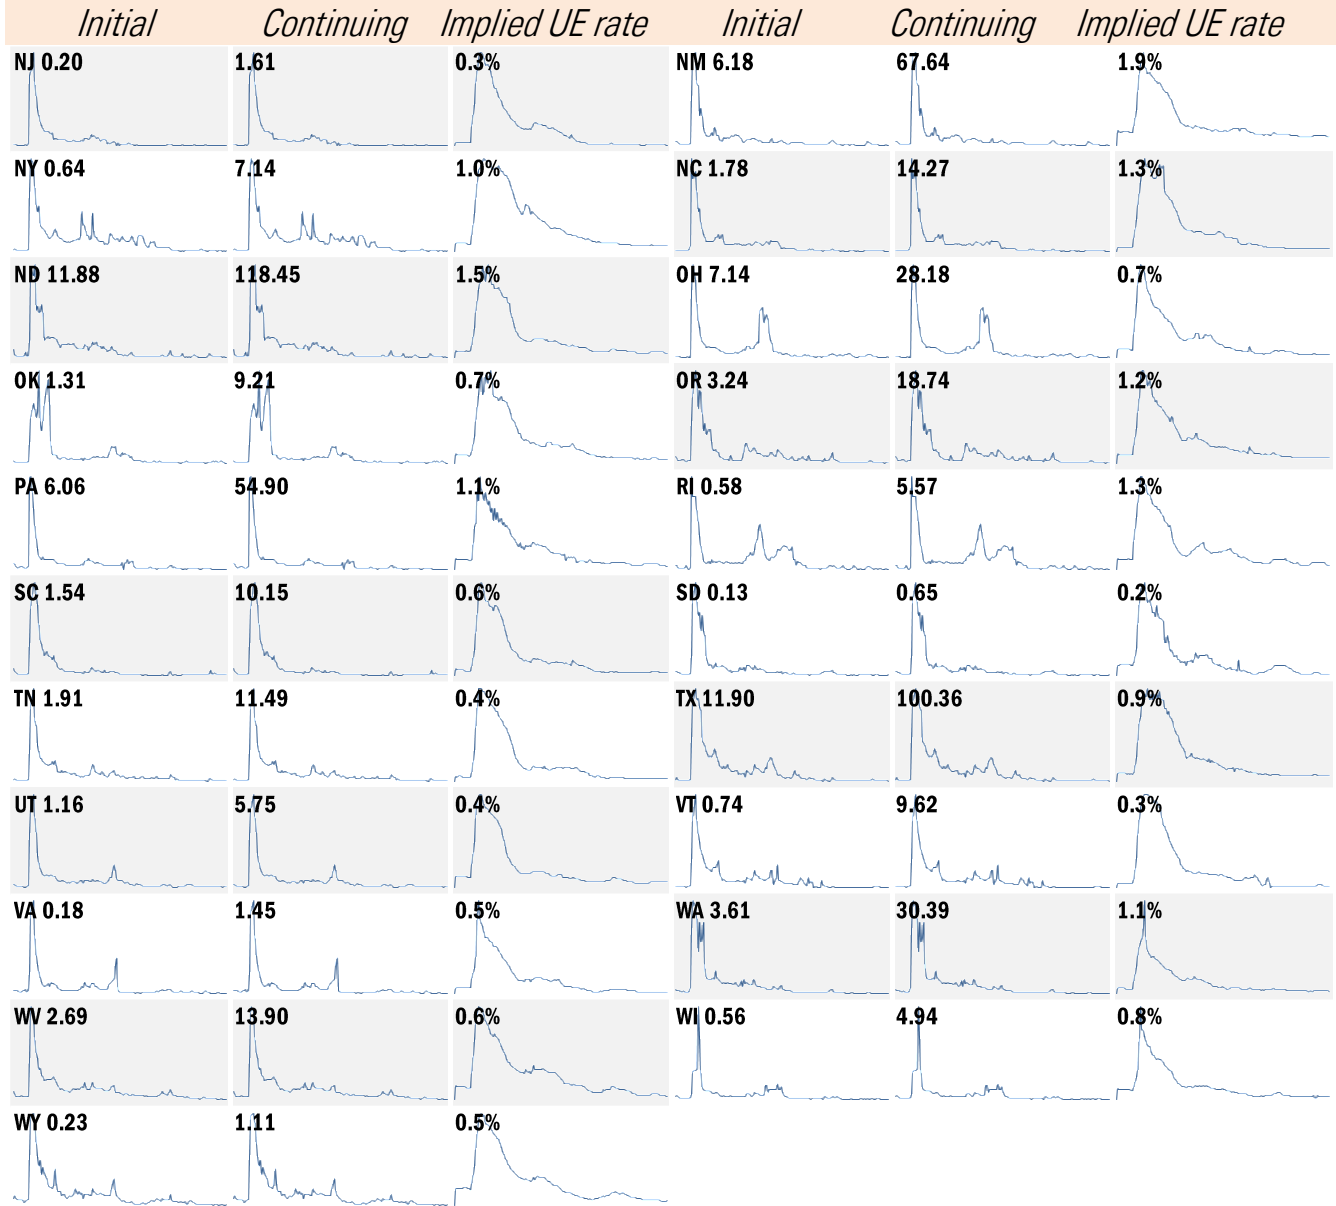 Initial Continuing Implied UE rate Initial Continuing Implied UE rate
NJ 0.20 1.61 0.3% NM 6.18 67.64 1.9%
NY 0.64 7.14 1.0% NC 1.78 14.27 1.3%
ND 11.88 118.45 1.5% OH 7.14 28.18 0.7%
OK 1.31 9.21 0.7% OR 3.24 18.74 1.2%
PA 6.06 54.90 1.1% RI 0.58 5.57 1.3%
SC 1.54 10.15 0.6% SD 0.13 0.65 0.2%
TN 1.91 11.49 0.4% TX 11.90 100.36 0.9%
UT 1.16 5.75 0.4% VT 0.74 9.62 0.3%
VA 0.18 1.45 0.5% WA 3.61 30.39 1.1%
WV 2.69 13.90 0.6% WI 0.56 4.94 0.8%
WY 0.23 1.11 0.5%